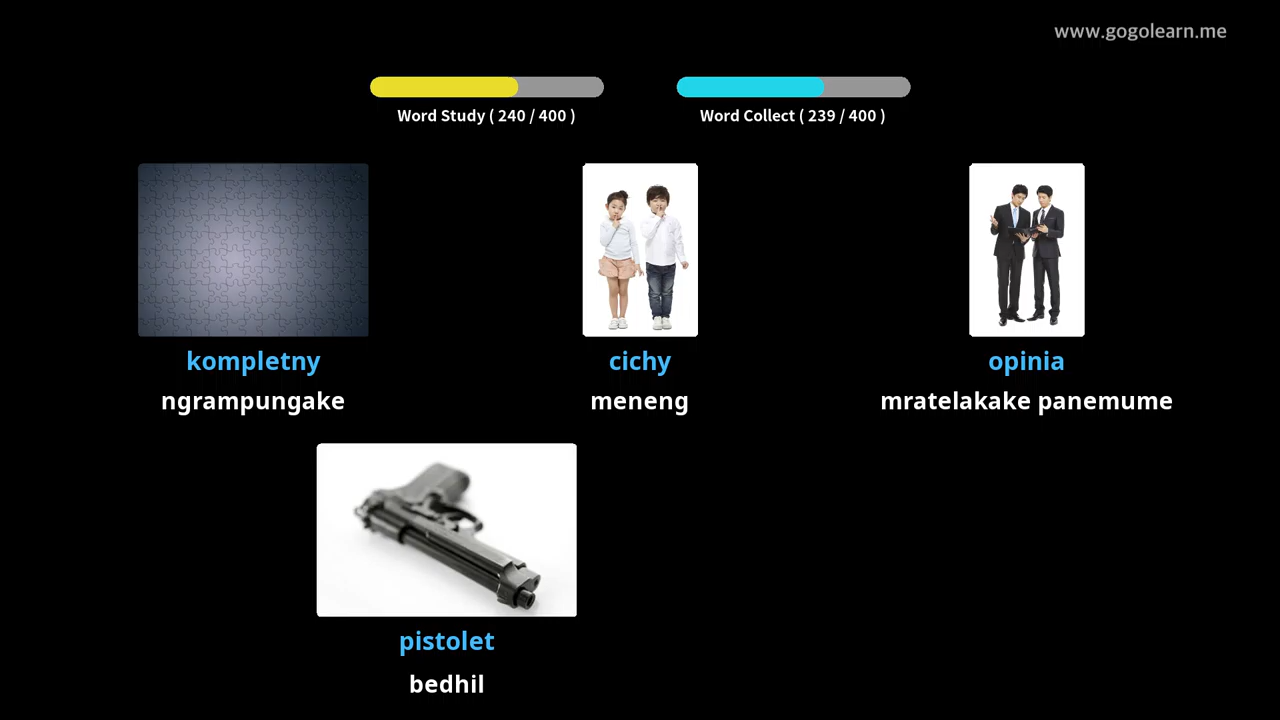 www.gogolearn.me
Word Study ( 240 / 400 )
Word Collect ( 239 / 400 )
kompletny
ngrampungake
cichy
meneng
opinia
mratelakake panemume
pistolet
bedhil